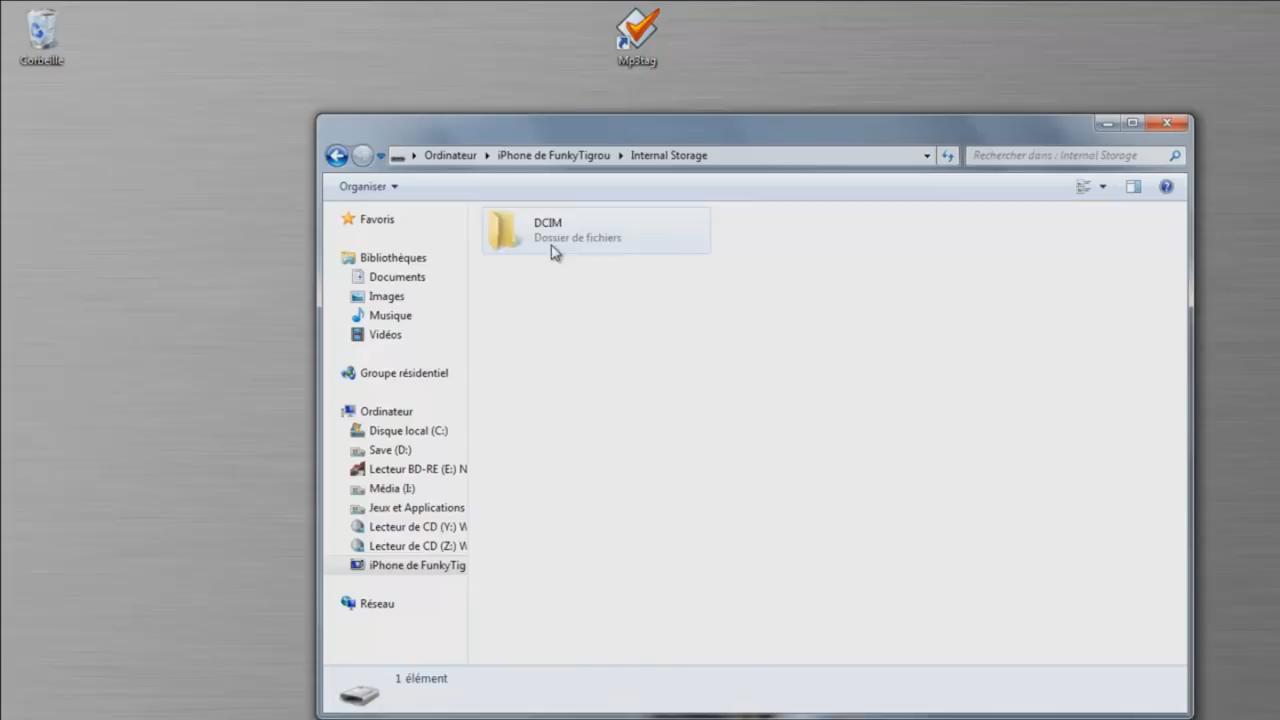 Corbeille
Mp3tag
Ordinateur
iPhone de FunkyTigrou
Internal Storage
Rechercher dans : Internal Storage
Organiser
Favoris
DCIM
Dossier de fichiers
Bibliothèques
Documents
Images
Musique
Vidéos
Groupe résidentiel
Ordinateur
Disque local (C:)
Save (D:)
Lecteur BD-RE (E:) N
Média (I:)
Jeux et Applications
Lecteur de CD (Y:) W
Lecteur de CD (Z:) W
iPhone de FunkyTig
Réseau
1 élément